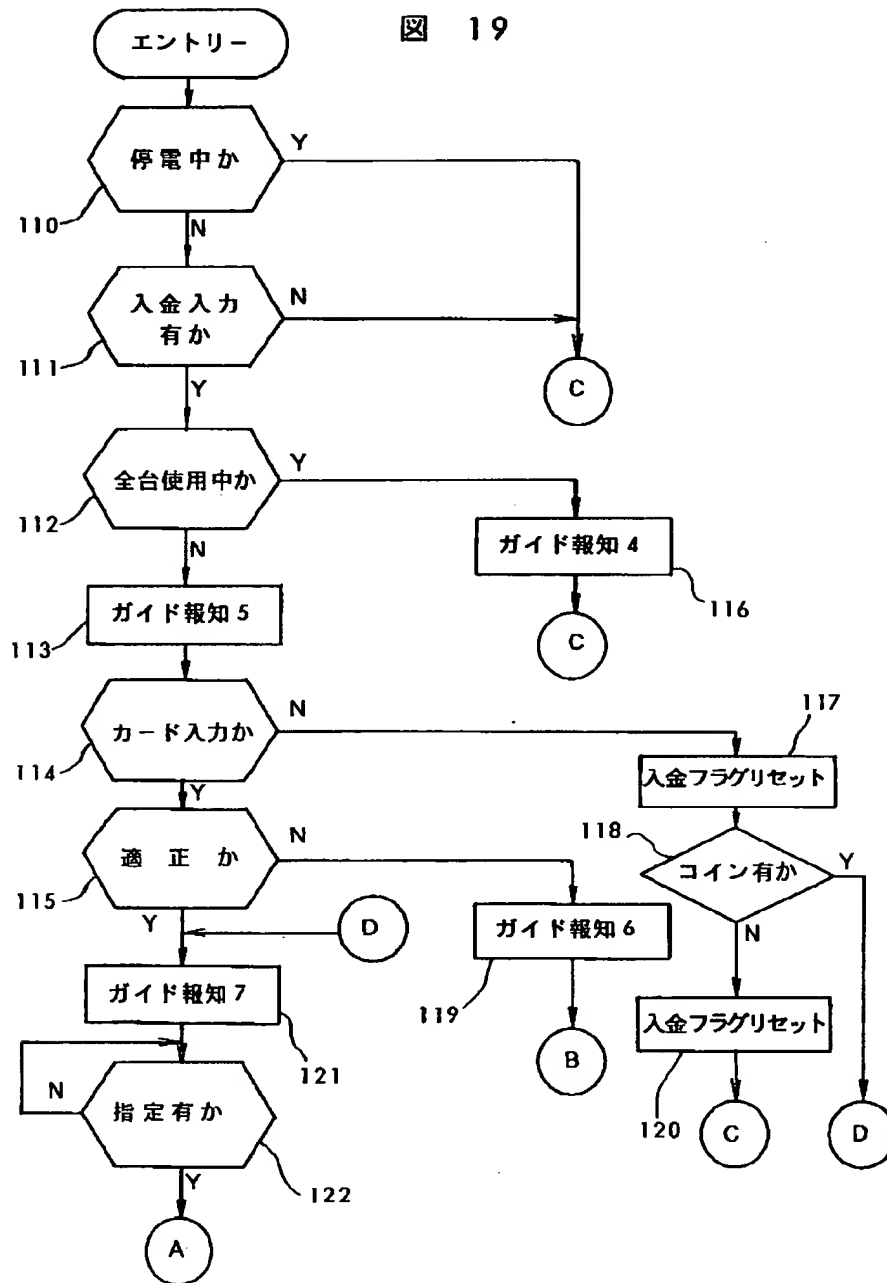 図 19
エントリー
停電中か
Y
110
N
入金入力
有か
N
111
Y
C
全台使用中か
Y
112
N
ガイド報知4
116
C
ガイド報知5
113
カード入力か
N
114
Y
117
入金フラグリセット
118
コイン有か
Y
N
適正か
N
115
Y
D
ガイド報知6
119
B
ガイド報知7
121
入金フラグリセット
120
C
D
N
指定有か
122
Y
A